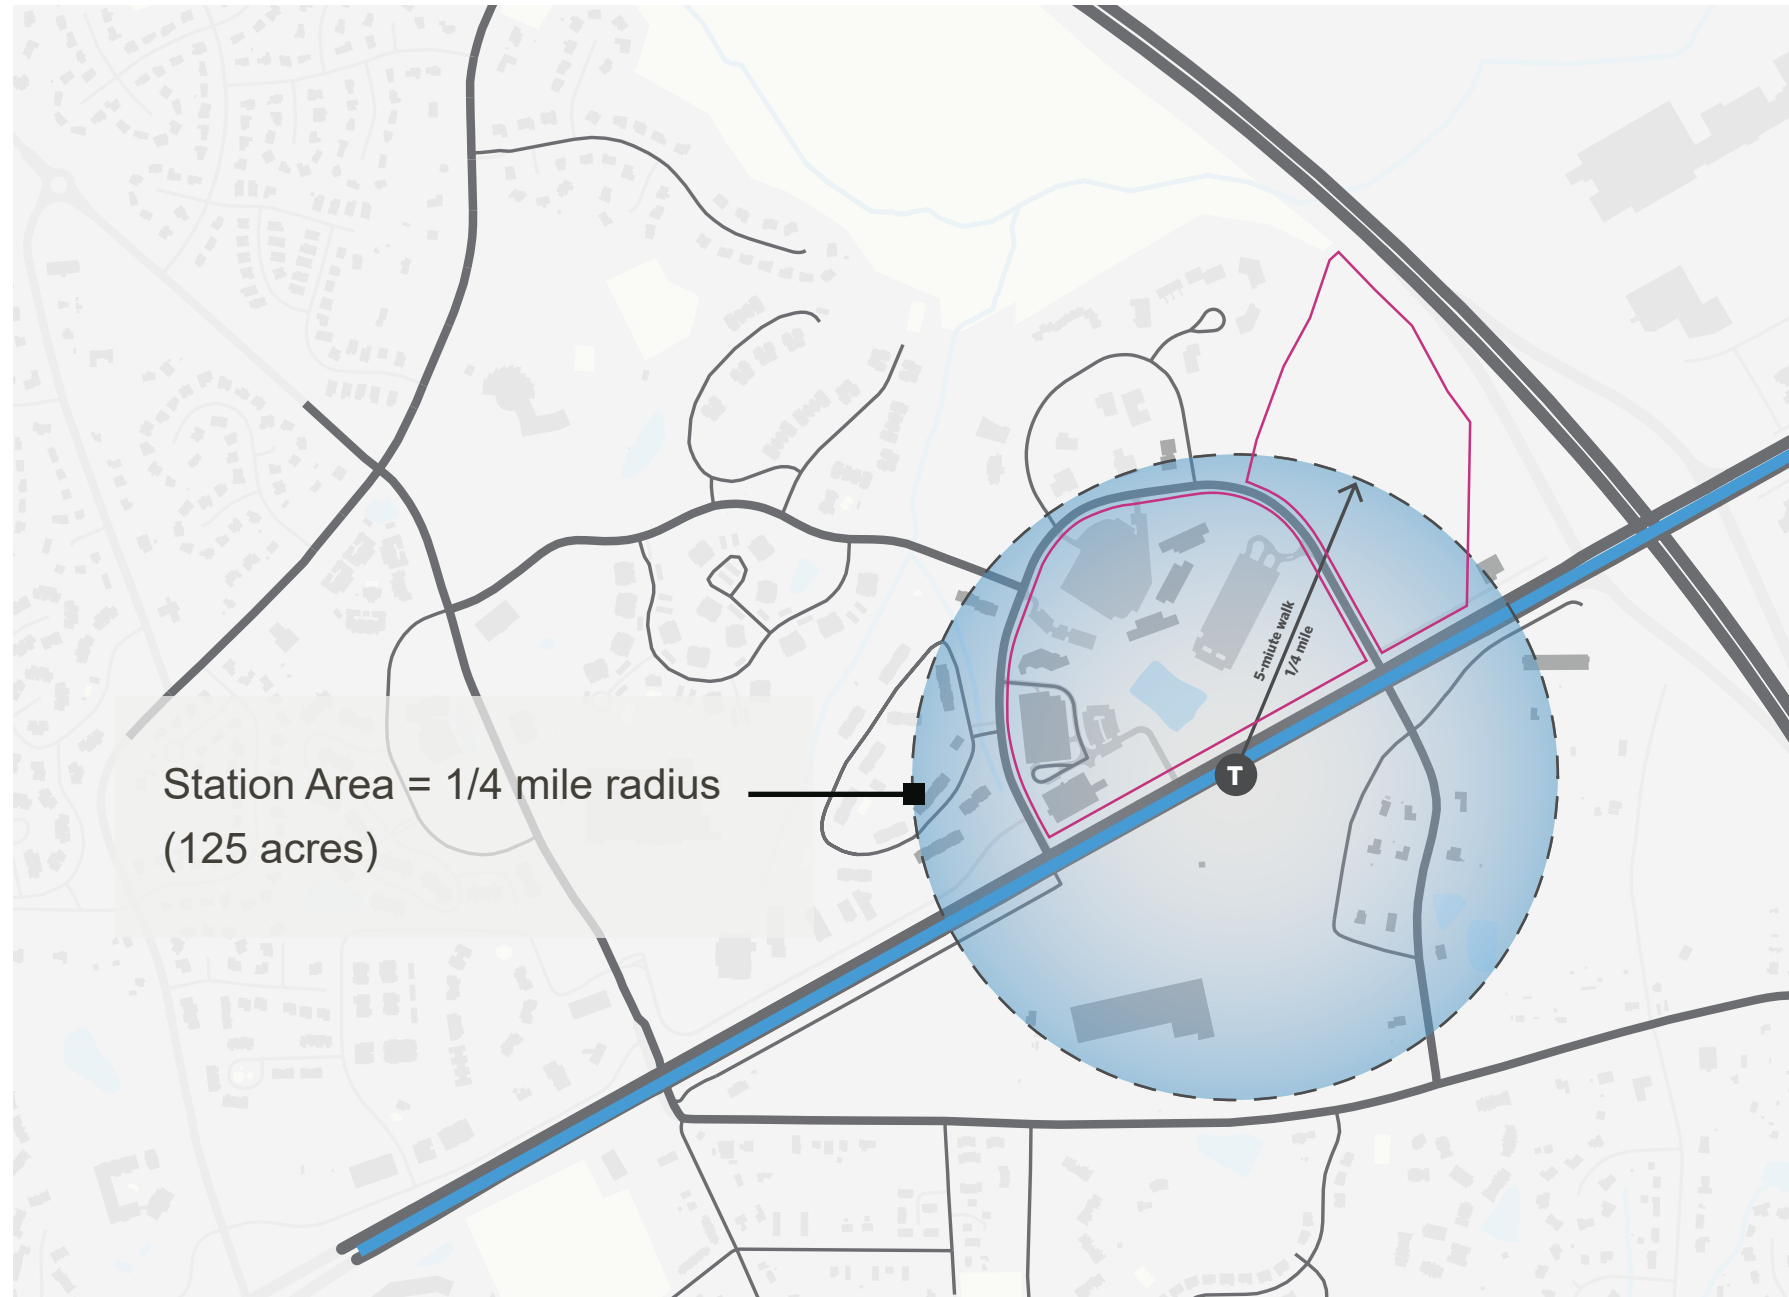 Station Area = 1/4 mile radius
(125 acres)
5-miute walk
1/4 mile
T